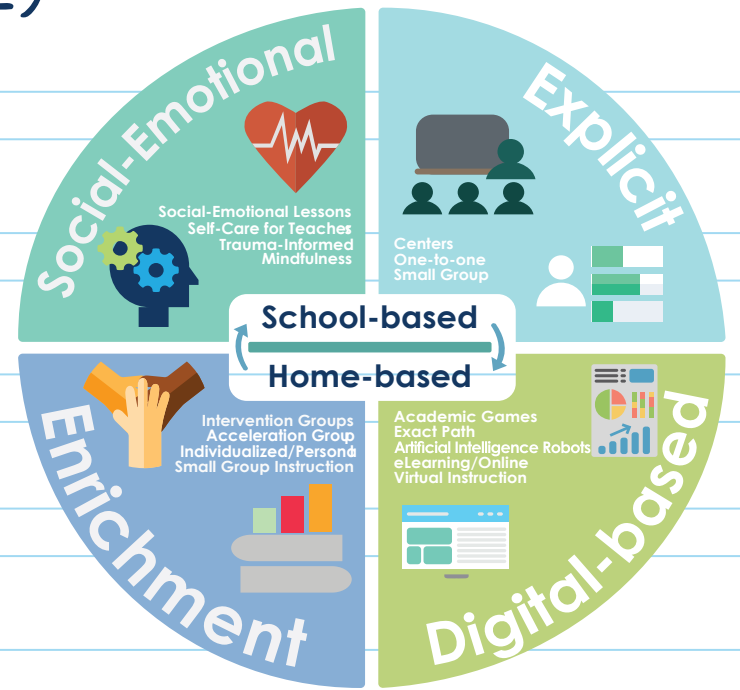 Social-Emotional
Social-Emotional Lessons
Self-Care for Teaches
Trauma-Informed
Mindfulness
Explicit
Centers
One-to-one
Small Group
School-based
Home-based
Enrichment
Intervention Groups
Acceleration Group
Individualized/Persona
Small Group Instruction
Digital-based
Academic Games
Exact Path
Artificial Intelligence Robots
eLearning/Online
Virtual Instruction